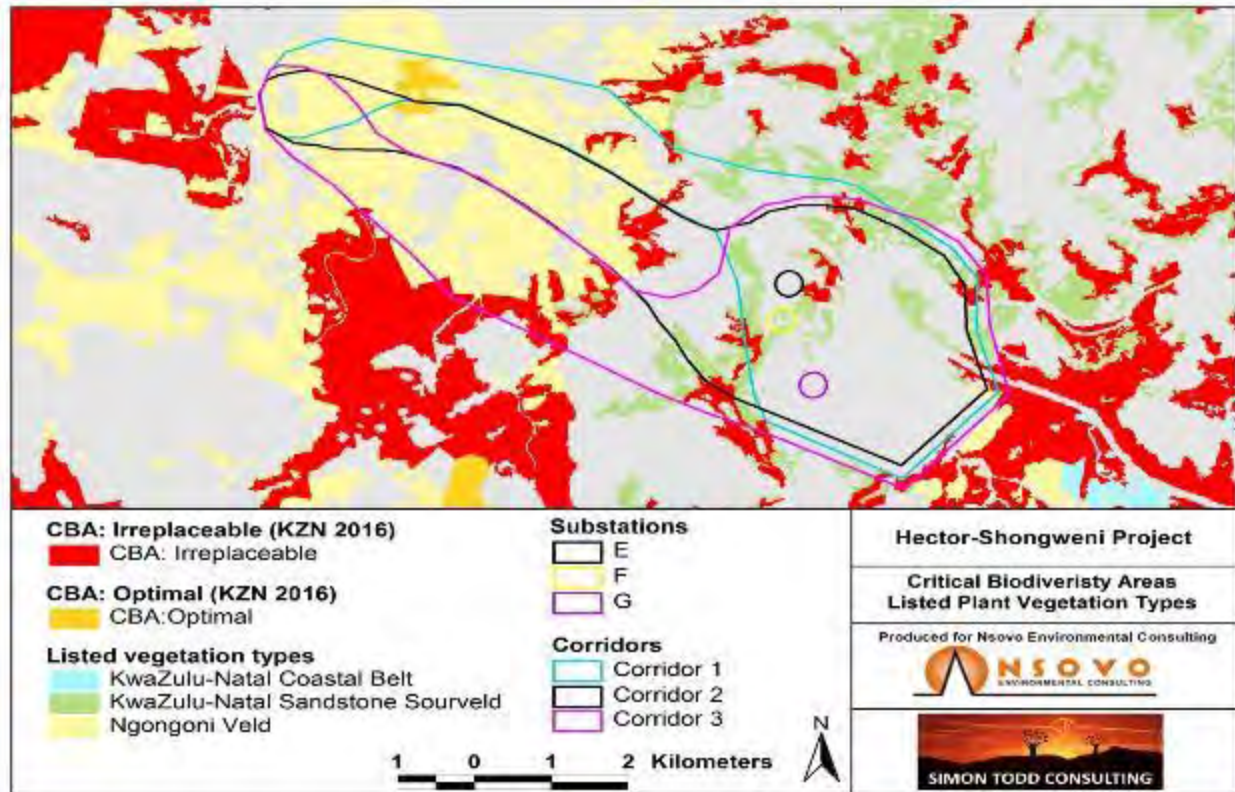 CBA: Irreplaceable (KZN 2016)
CBA: Irreplaceable
CBA: Optimal (KZN 2016)
CBA:Optimal
Listed vegetation types
KwaZulu-Natal Coastal Belt
KwaZulu-Natal Sandstone Sourveld
Ngongoni Veld
Substations
E
F
G
Corridors
Corridor 1
Corridor 2
Corridor 3
1 0 1 2 Kilometers
N
Hector-Shongweni Project
Critical Biodiveristy Areas
Listed Plant Vegetation Types
Produced for Nsovo Environmental Consulting
NSOVO
ENVIRONMENTAL CONSULTING
SIMON TODD CONSULTING